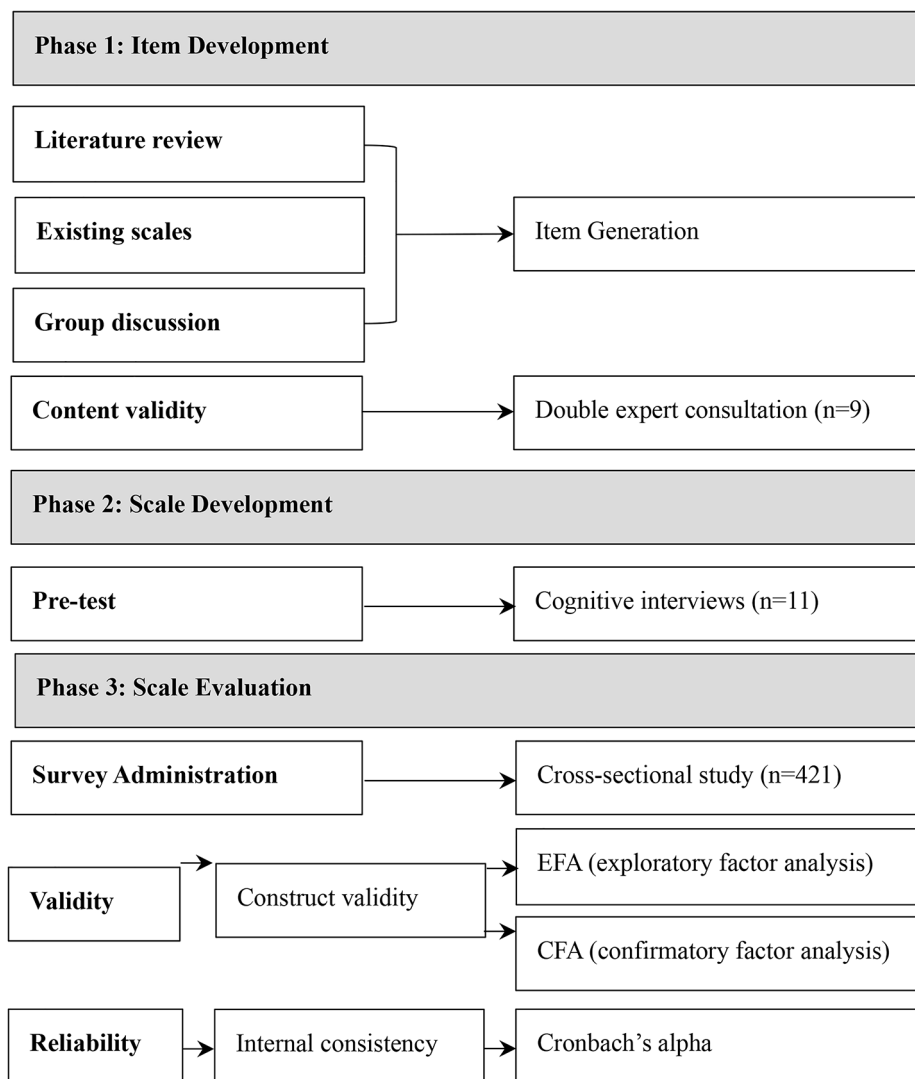 Phase 1: Item Development
Literature review
Existing scales
Item Generation
Group discussion
Content validity
Double expert consultation (n=9)
Phase 2: Scale Development
Pre-test
Cognitive interviews (n=11)
Phase 3: Scale Evaluation
Survey Administration
Cross-sectional study (n=421)
Validity
Construct validity
EFA (exploratory factor analysis)
CFA (confirmatory factor analysis)
Reliability
Internal consistency
Cronbach’s alpha